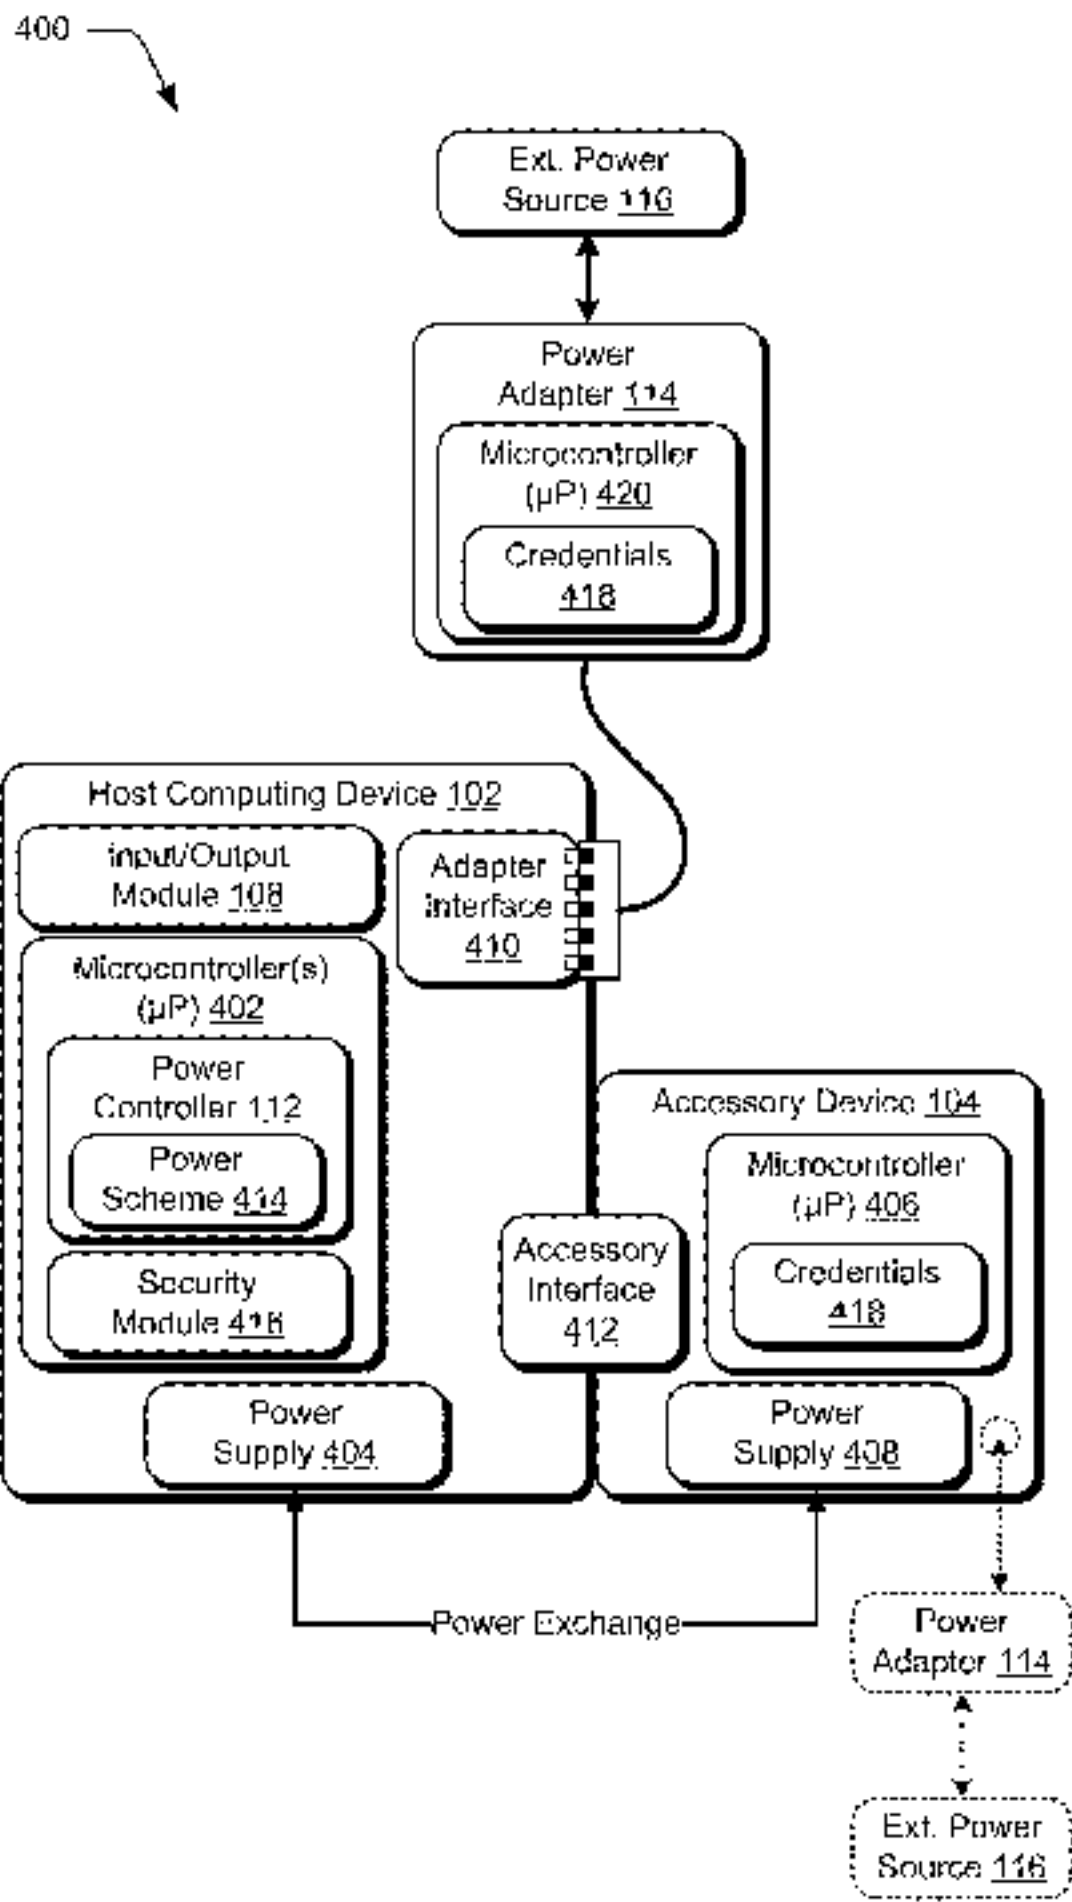 400
Ext. Power
Source 116
Power
Adapter 114
Microcontroller
(µP) 420
Credentials
418
Host Computing Device 102
Input/Output
Module 108
Adapter
Interface
410
Microcontroller(s)
(µP) 402
Power
Controller 112
Power
Scheme 414
Security
Module 416
Power
Supply 404
Accessory Device 104
Microcontroller
(µP) 406
Credentials
418
Accessory
Interface
412
Power
Supply 408
Power Exchange
Power
Adapter 114
Ext. Power
Source 116